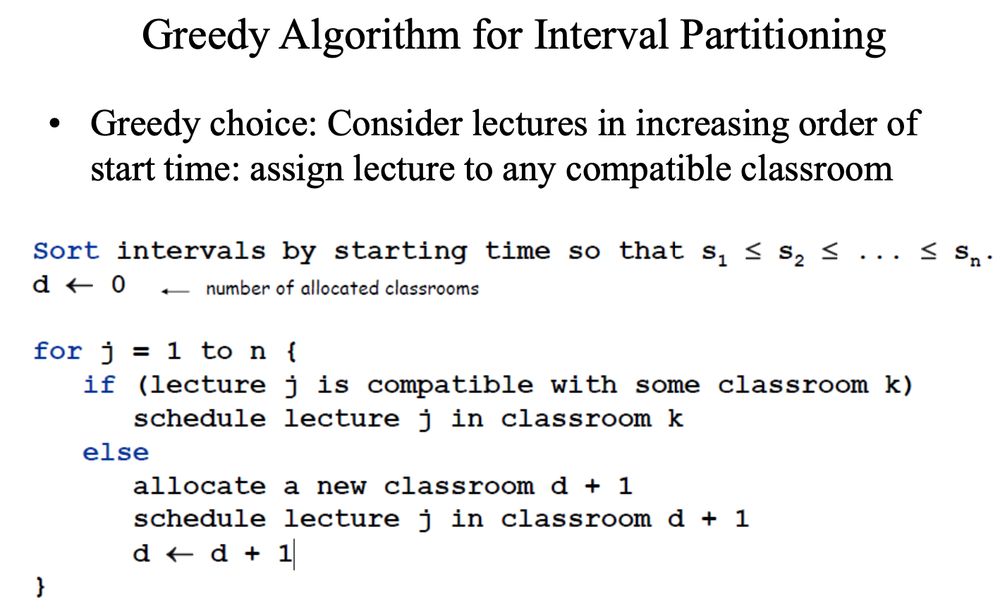 Greedy Algorithm for Interval Partitioning
• Greedy choice: Consider lectures in increasing order of
start time: assign lecture to any compatible classroom
Sort intervals by starting time so that s₁ ≤ s₂ ≤ ... ≤ sₙ.
d ← 0 ← number of allocated classrooms
for j = 1 to n {
if (lecture j is compatible with some classroom k)
schedule lecture j in classroom k
else
allocate a new classroom d + 1
schedule lecture j in classroom d + 1
d ← d + 1
}